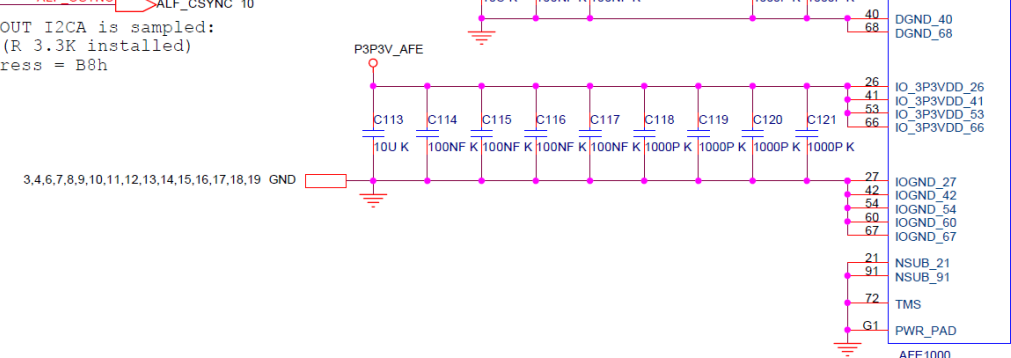 ALF_CSYNC 10
OUT I2CA is sampled:
(R 3.3K installed)
ress = B8h
40 DGND_40
68 DGND_68
P3P3V_AFE
26 IO_3P3VDD_26
41 IO_3P3VDD_41
53 IO_3P3VDD_53
66 IO_3P3VDD_66
C113 C114 C115 C116 C117 C118 C119 C120 C121
10U K 100NF K 100NF K 100NF K 100NF K 1000P K 1000P K 1000P K 1000P K
3,4,6,7,8,9,10,11,12,13,14,15,16,17,18,19 GND
27 IOGND_27
42 IOGND_42
54 IOGND_54
60 IOGND_60
67 IOGND_67
21 NSUB_21
91 NSUB_91
72 TMS
G1 PWR_PAD
AFE1000